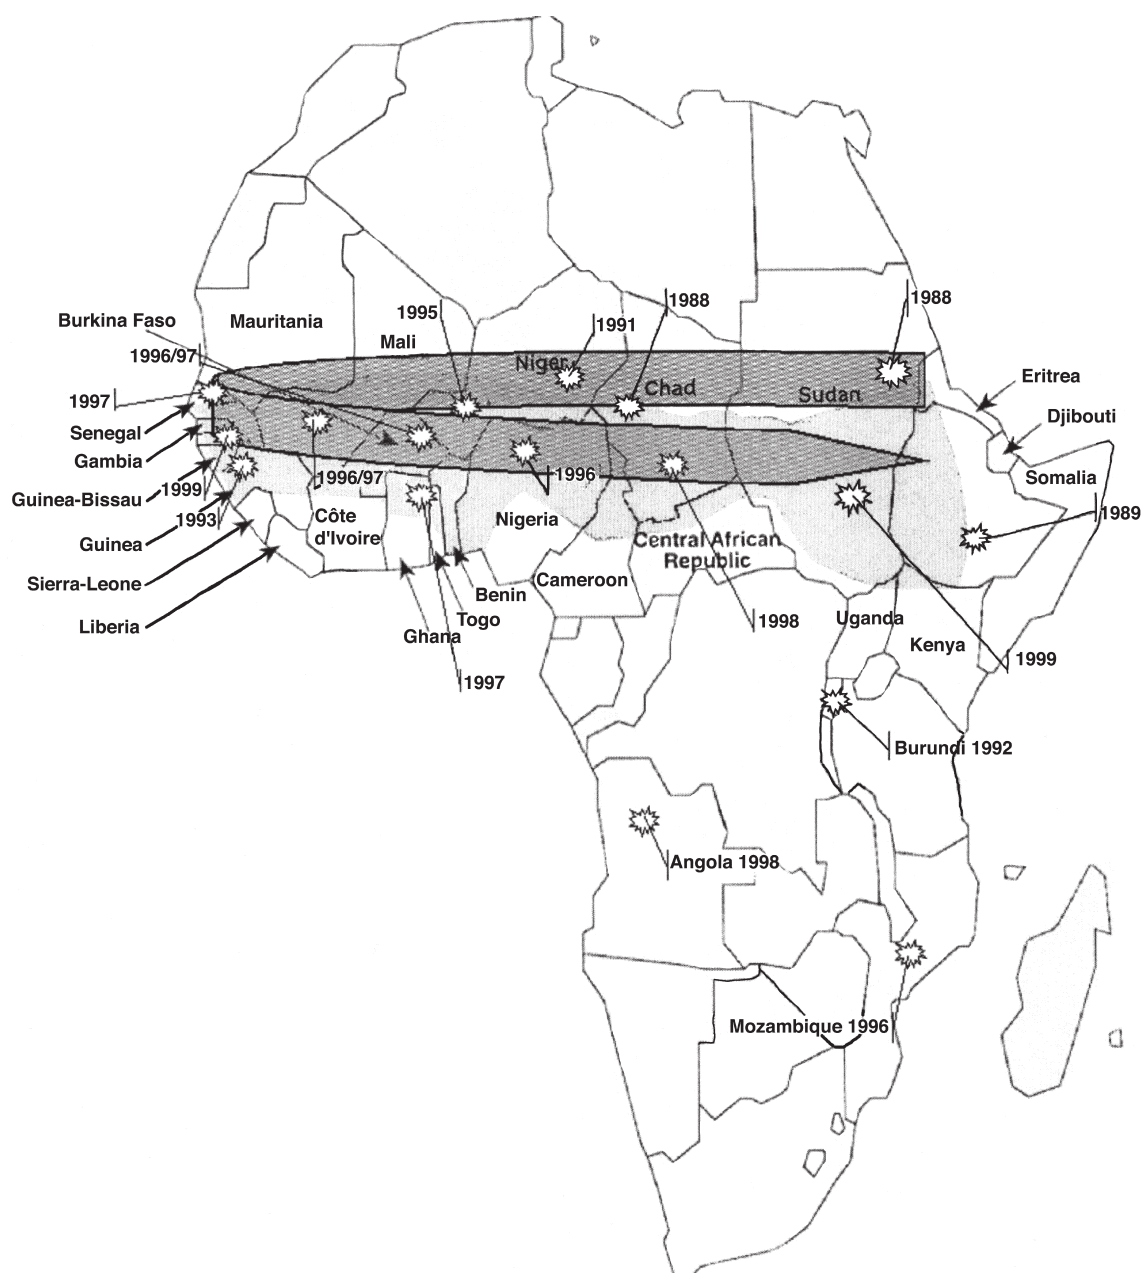 1988
1988
1995
Burkina Faso
Mauritania
1991
Mali
1996/97
Niger
Eritrea
Chad
Sudan
1997
Djibouti
Senegal
Gambia
Somalia
1996/97
1996
1999
Guinea-Bissau
1989
1993
Côte
d'Ivoire
Nigeria
Guinea
Central African
Republic
Sierra-Leone
Cameroon
Benin
Togo
Liberia
Ghana
1998
Uganda
Kenya
1999
1997
Burundi 1992
Angola 1998
Mozambique 1996